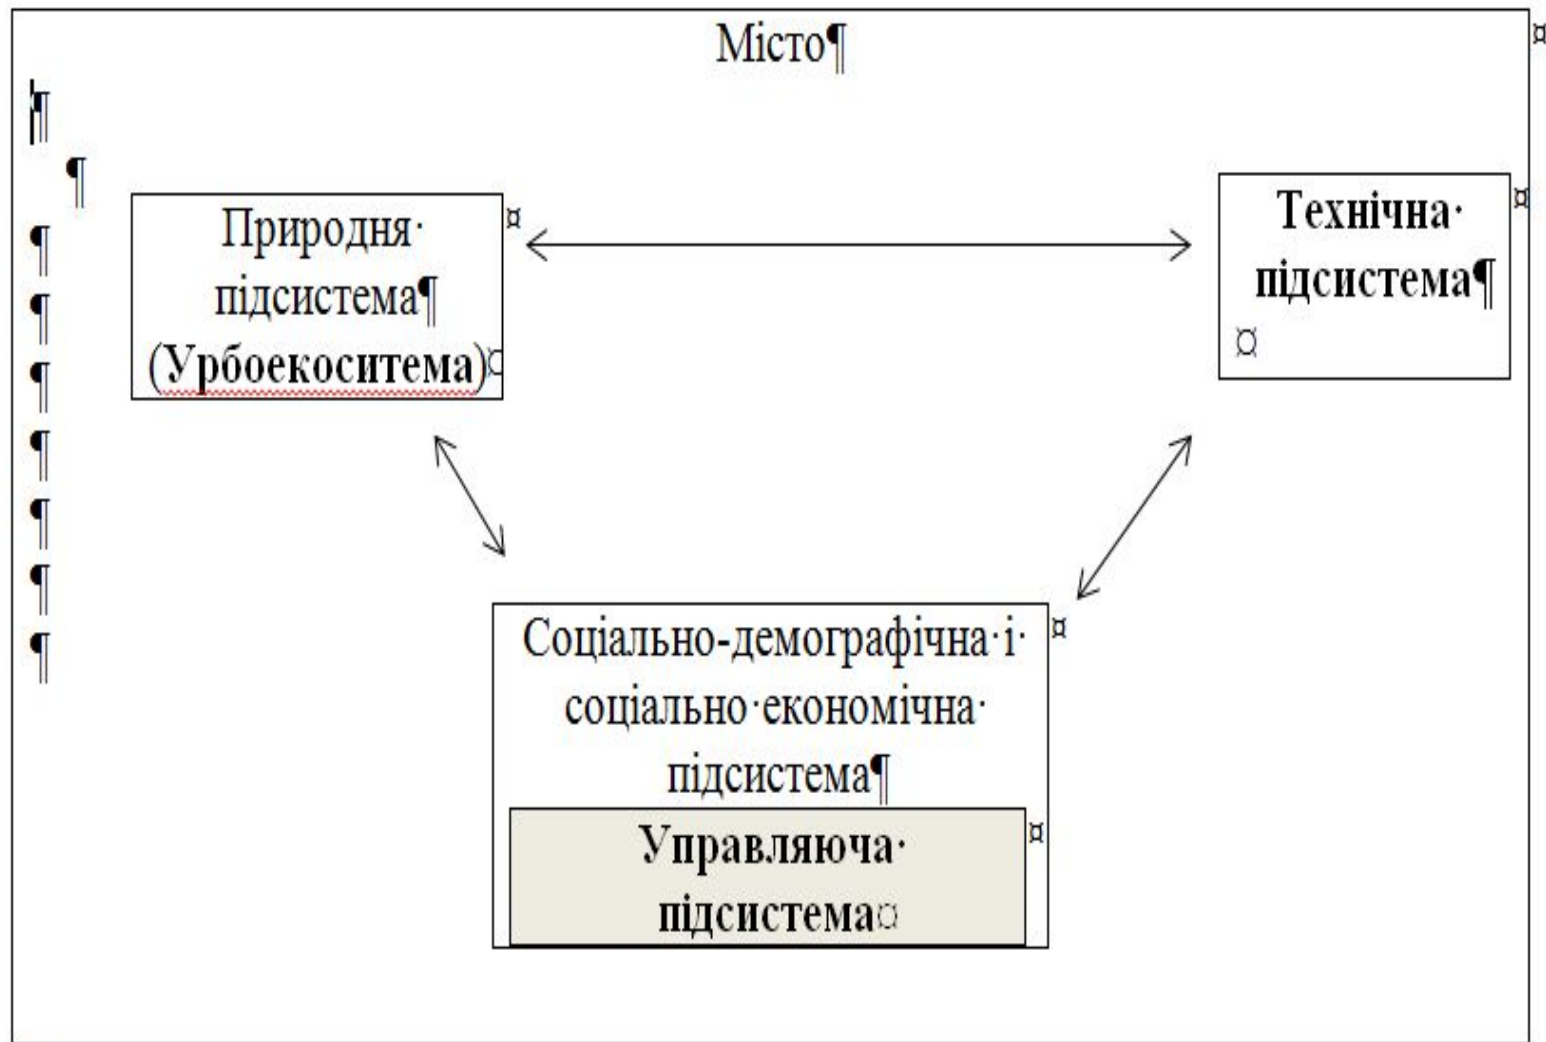 Місто¶
¶
¶
¶
¶
¶
¶
¶
¶
¶
Природня·
підсистема¶
(Урбоекоситема)¤
¤
Технічна·
підсистема¶
¤
¤
Соціально-демографічна·і·
соціально·економічна·
підсистема¶
¤
Управляюча·
підсистема¤
¤
¤